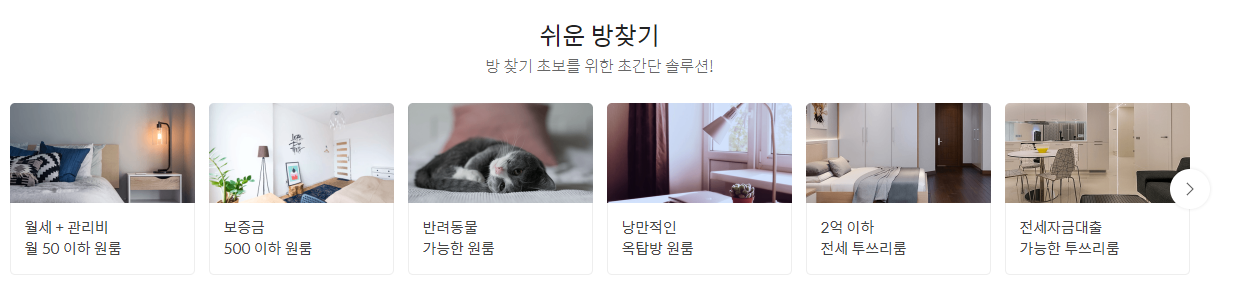 쉬운 방찾기
방 찾기 초보를 위한 초간단 솔루션!
월세 + 관리비
월 50 이하 원룸
보증금
500 이하 원룸
반려동물
가능한 원룸
낭만적인
옥탑방 원룸
2억 이하
전세 투쓰리룸
전세자금대출
가능한 투쓰리룸